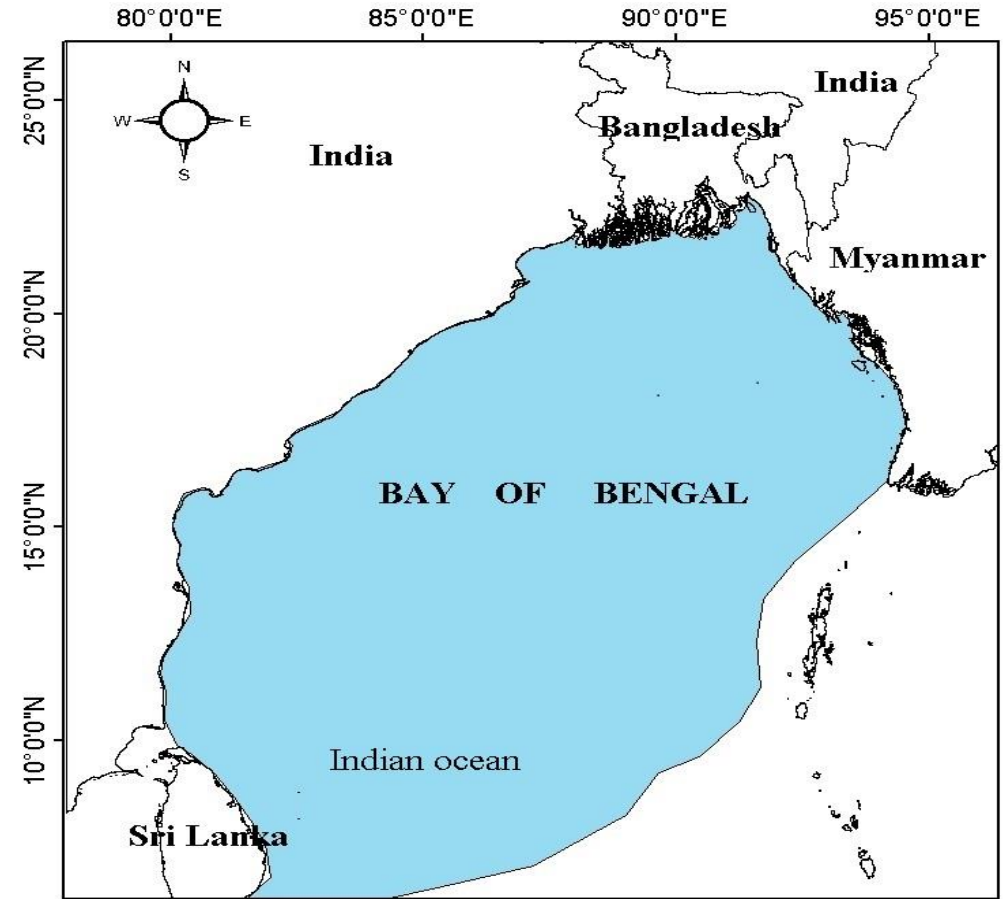 80°0'0"E
85°0'0"E
90°0'0"E
95°0'0"E
N
W
E
S
25°0'0"N
20°0'0"N
15°0'0"N
10°0'0"N
India
Bangladesh
India
Myanmar
BAY OF BENGAL
Indian ocean
Sri Lanka